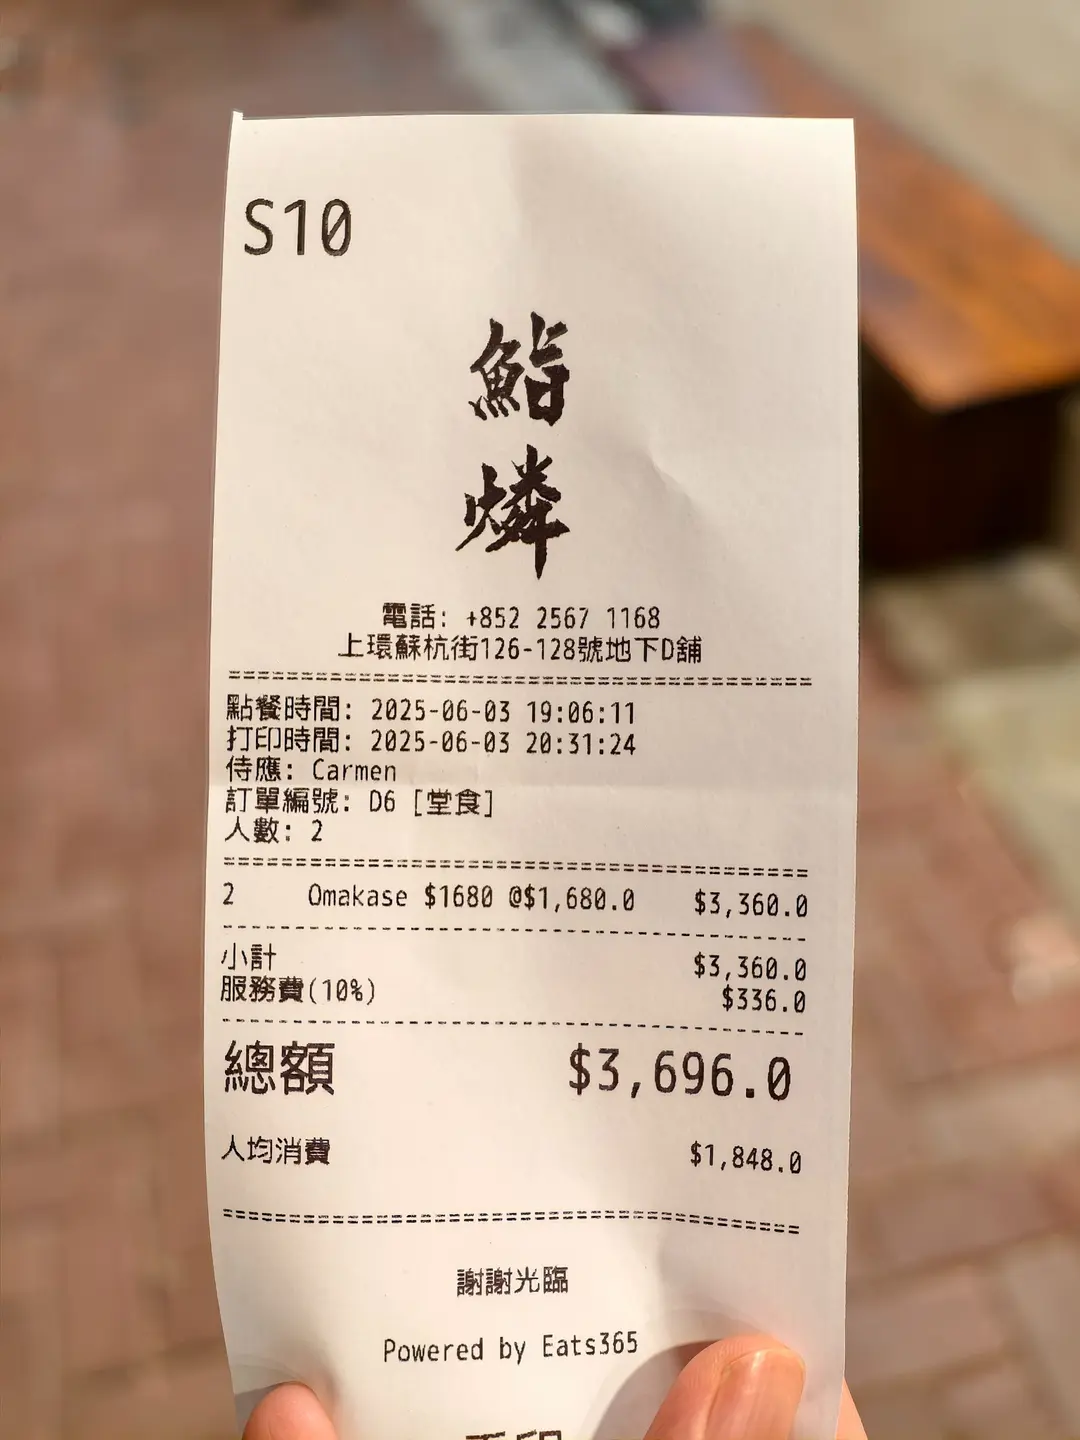 S10
鮨
燐
電話: +852 2567 1168
上環蘇杭街126-128號地下D舖
點餐時間: 2025-06-03 19:06:11
打印時間: 2025-06-03 20:31:24
侍應: Carmen
訂單編號: D6 [堂食]
人數: 2
2 Omakase $1680 @$1,680.0 $3,360.0
小計 $3,360.0
服務費(10%) $336.0
總額 $3,696.0
人均消費 $1,848.0
謝謝光臨
Powered by Eats365